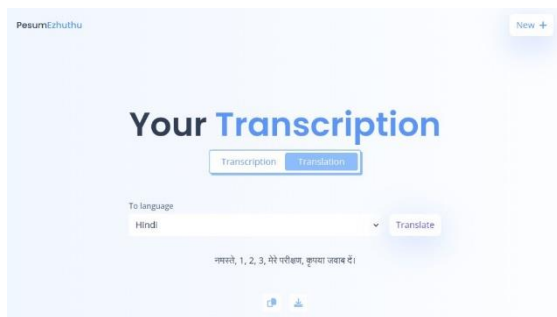 PesumEzhuthu
New +
Your Transcription
Transcription Translation
To language
Hindi
Translate
नमस्ते, 1, 2, 3, मेरे परीक्षण, कृपया जवाब दें।